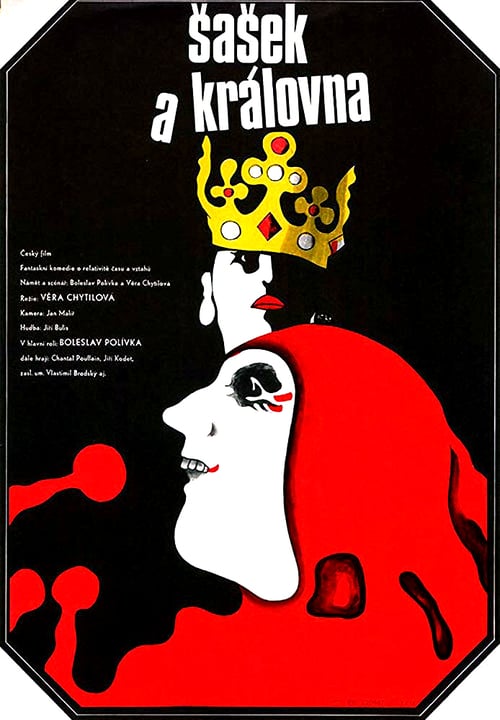 šašek
a královna
Český film
Fantaskní komedie o relativitě času a vztahů
Námět a scénář: Boleslav Polívka a Věra Chytilova
Režie: VĚRA CHYTILOVÁ
Kamera: Jan Malíř
Hudba: Jiří Bulis
V hlavní roli: BOLESLAV POLÍVKA
dále hrají: Chantal Poullain, Jiří Kodet,
zasl. um. Vlastimil Brodský aj.